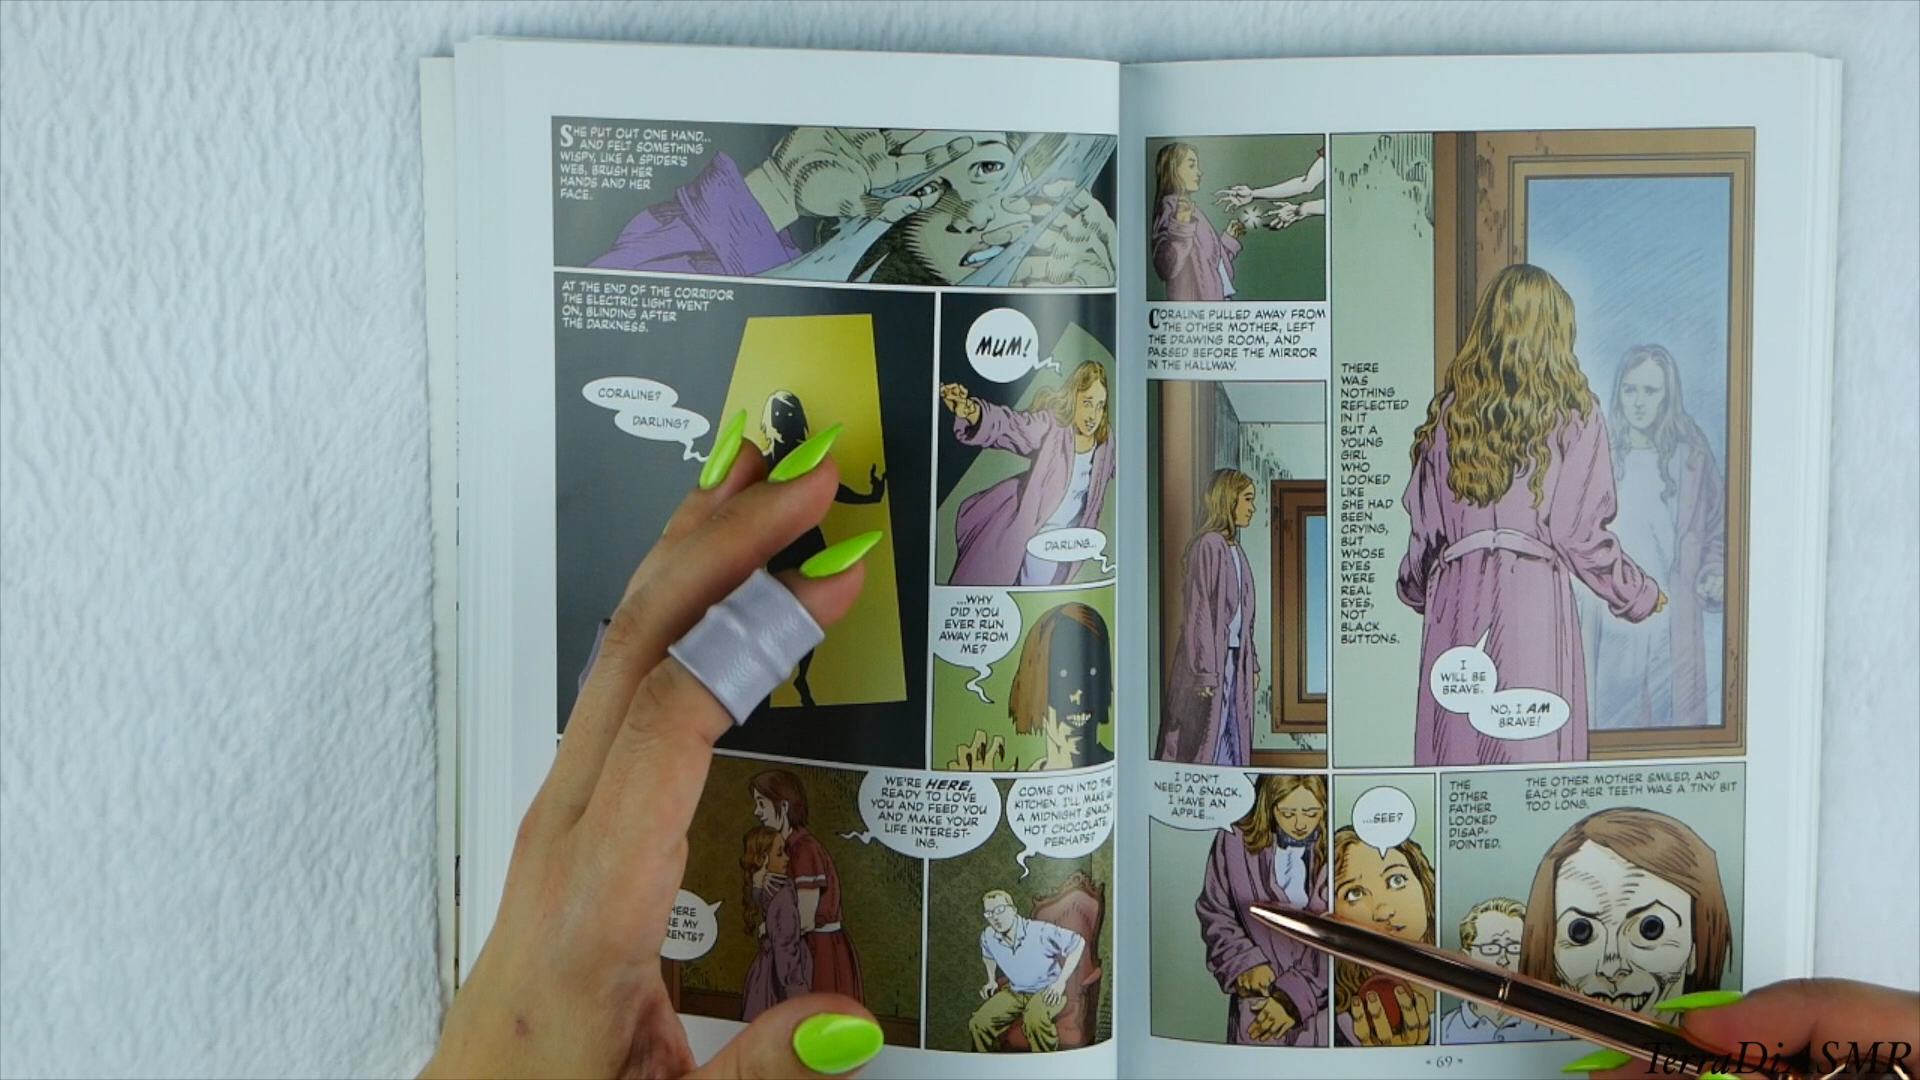 SHE PUT OUT ONE HAND...
AND FELT SOMETHING
WISPY, LIKE A SPIDER'S
WEB, BRUSH HER
HANDS AND HER
FACE.
AT THE END OF THE CORRIDOR
THE ELECTRIC LIGHT WENT
ON, BLINDING AFTER
THE DARKNESS.
CORALINE?
DARLING?
MUM!
DARLING...
...WHY
DID YOU
EVER RUN
AWAY FROM
ME?
WE'RE HERE,
READY TO LOVE
YOU AND FEED YOU
AND MAKE YOUR
LIFE INTEREST-
ING.
MY
COME ON INTO THE
KITCHEN. I'LL MAKE US
A MIDNIGHT SNACK.
HOT CHOCOLATE,
PERHAPS?
CORALINE PULLED AWAY FROM
THE OTHER MOTHER, LEFT
THE DRAWING ROOM, AND
PASSED BEFORE THE MIRROR
IN THE HALLWAY.
THERE
WAS
NOTHING
REFLECTED
IN IT
BUT A
YOUNG
GIRL
WHO
LOOKED
LIKE
SHE HAD
BEEN
CRYING,
BUT
WHOSE
EYES
WERE
REAL
EYES,
NOT
BLACK
BUTTONS.
I
WILL BE
BRAVE.
NO, I AM
BRAVE!
I DON'T
NEED A SNACK.
I HAVE AN
APPLE...
...SEE?
THE
OTHER
FATHER
LOOKED
DISAP-
POINTED.
THE OTHER MOTHER SMILED, AND
EACH OF HER TEETH WAS A TINY BIT
TOO LONG.
69
TerraDiASMR